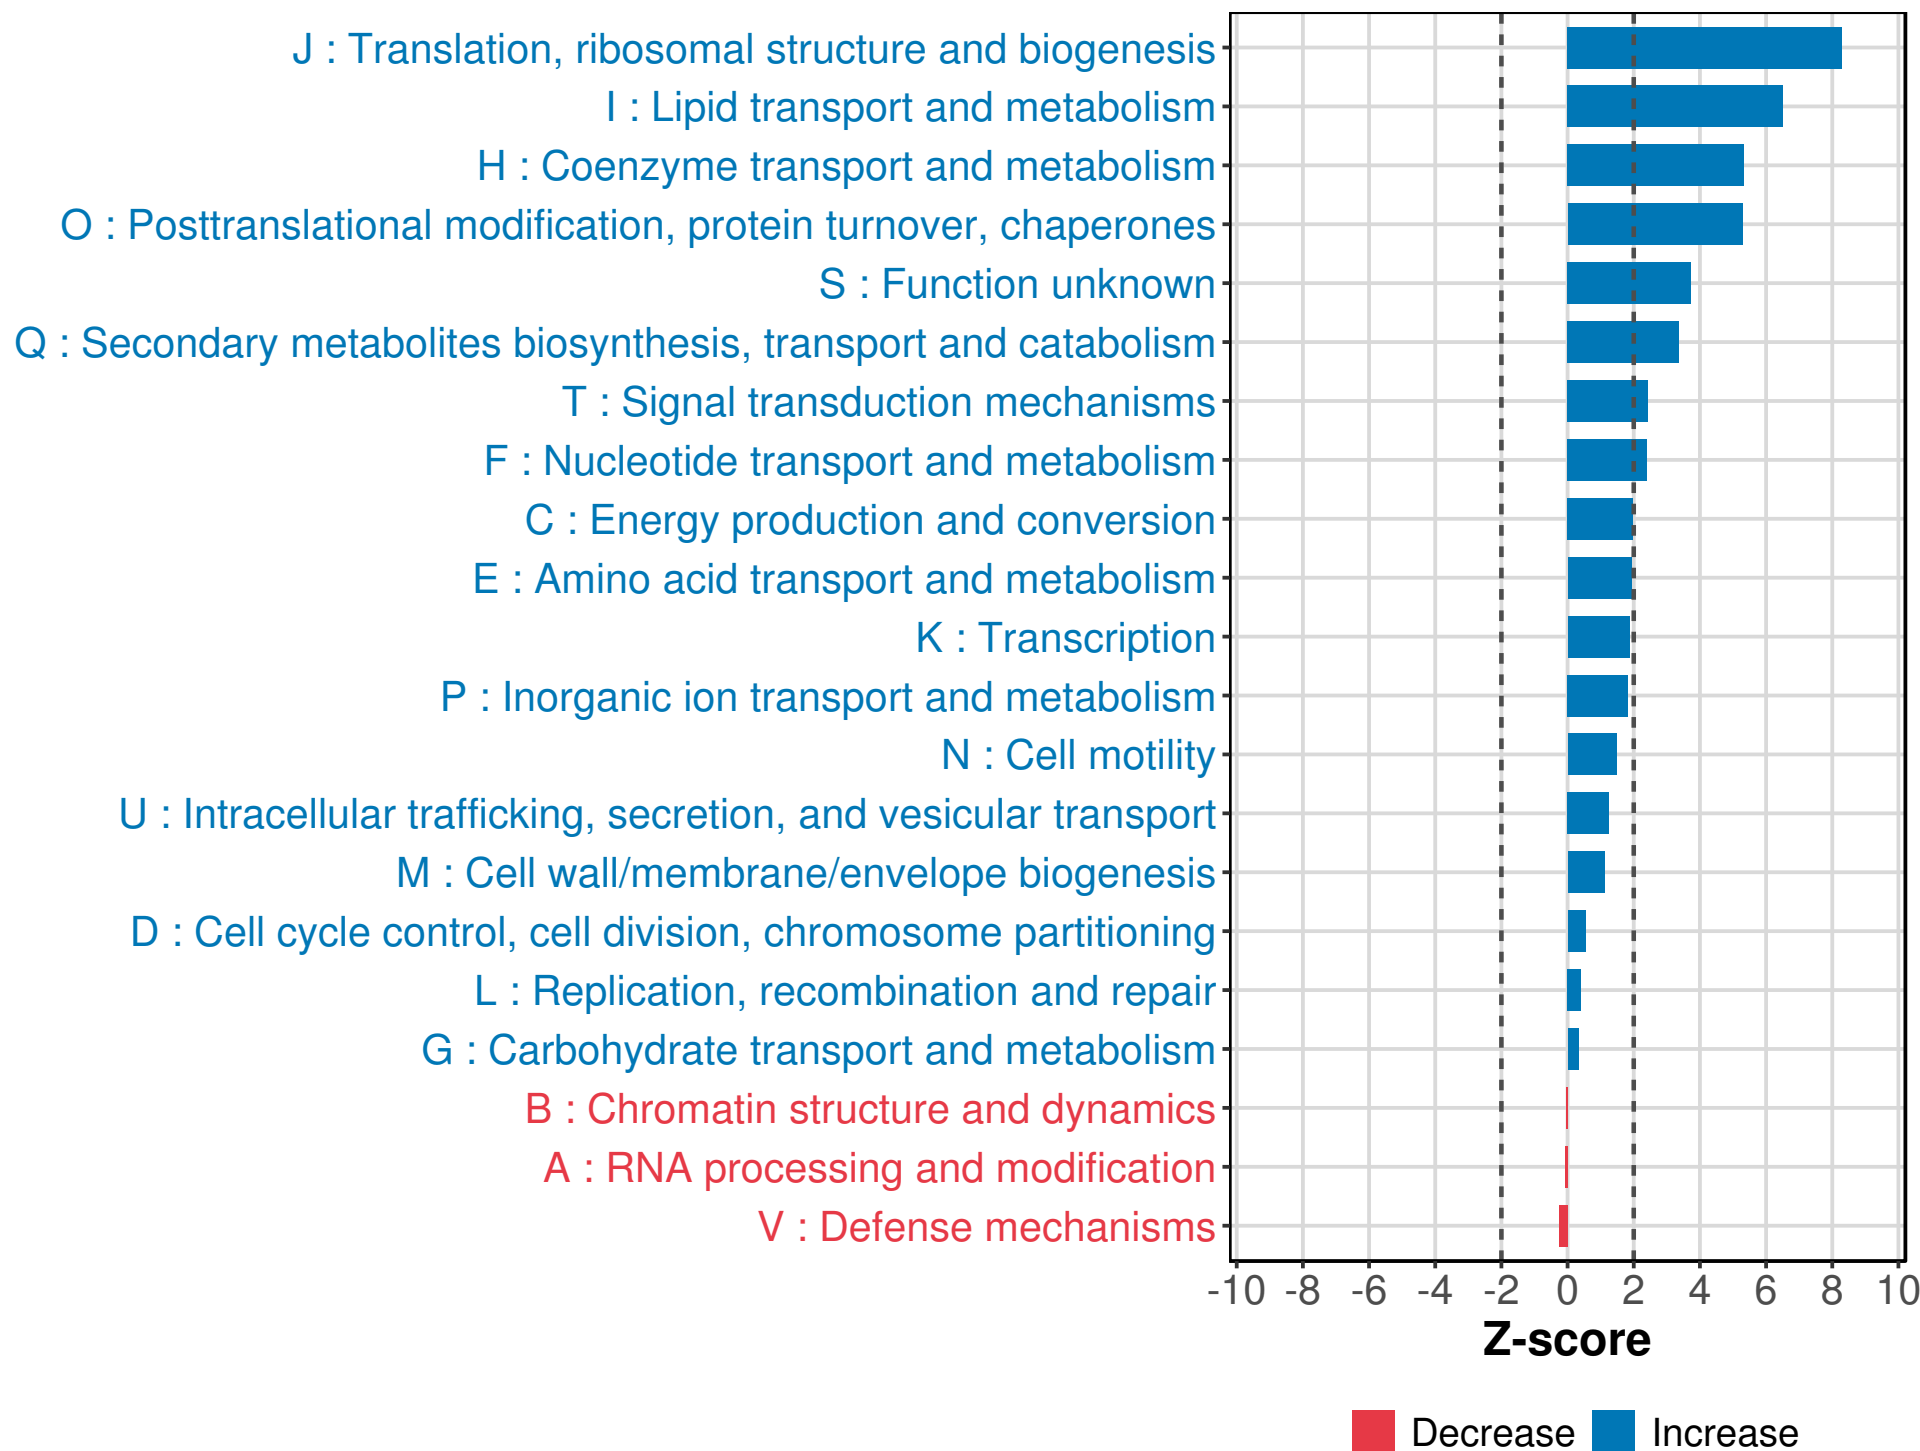 J : Translation, ribosomal structure and biogenesis
I : Lipid transport and metabolism
H : Coenzyme transport and metabolism
O : Posttranslational modification, protein turnover, chaperones
S : Function unknown
Q : Secondary metabolites biosynthesis, transport and catabolism
T : Signal transduction mechanisms
F : Nucleotide transport and metabolism
C : Energy production and conversion
E : Amino acid transport and metabolism
K : Transcription
P : Inorganic ion transport and metabolism
N : Cell motility
U : Intracellular trafficking, secretion, and vesicular transport
M : Cell wall/membrane/envelope biogenesis
D : Cell cycle control, cell division, chromosome partitioning
L : Replication, recombination and repair
G : Carbohydrate transport and metabolism
B : Chromatin structure and dynamics
A : RNA processing and modification
V : Defense mechanisms
-10 -8 -6 -4 -2 0 2 4 6 8 10
Z-score
Decrease Increase